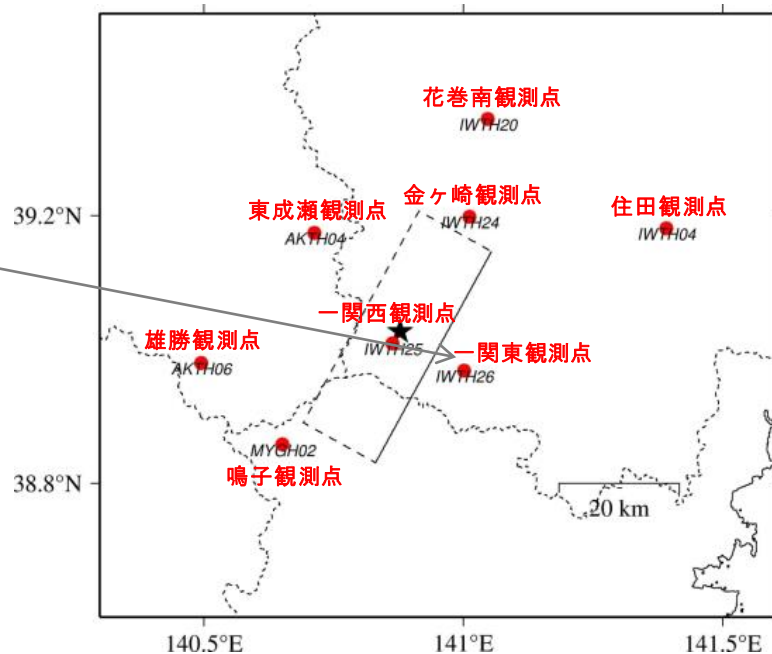 花巻南観測点
IWTH20
金ヶ崎観測点
IWTH24
住田観測点
IWTH04
39.2°N
東成瀬観測点
AKTH04
一関西観測点
IWTH25
一関東観測点
IWTH26
雄勝観測点
AKTH06
MYGH02
鳴子観測点
38.8°N
20 km
140.5°E
141°E
141.5°E